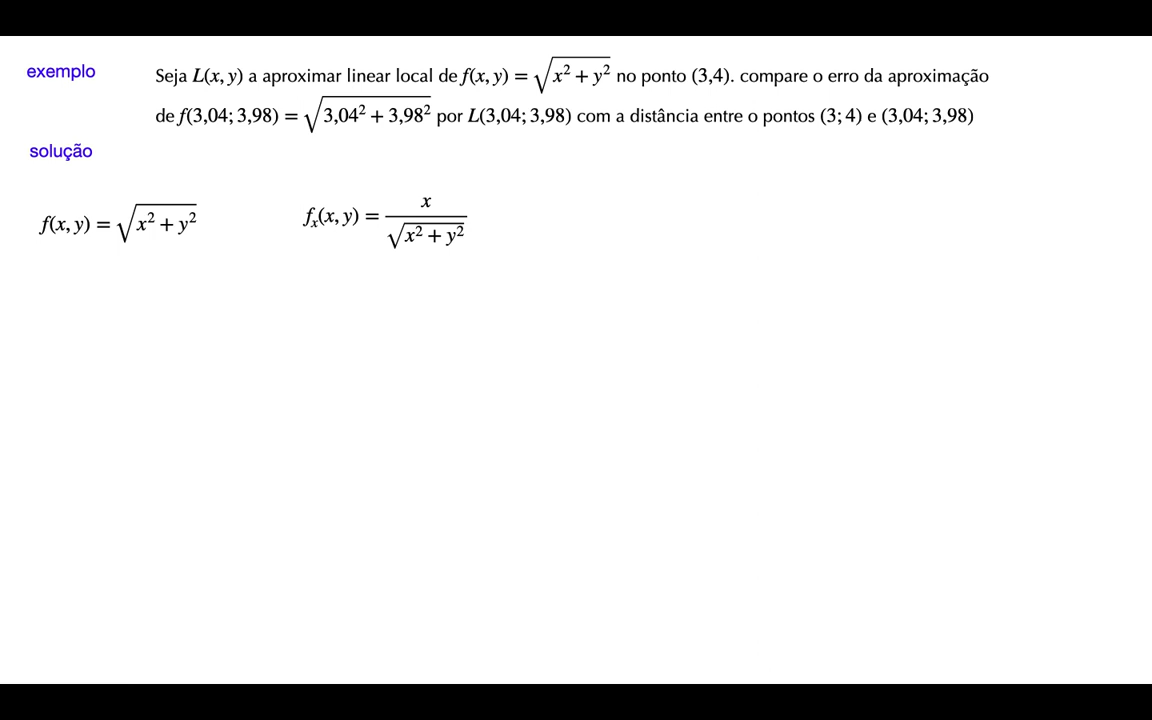 exemplo
Seja L(x, y) a aproximar linear local de f(x, y) = √(x² + y²) no ponto (3,4). compare o erro da aproximação
de f(3,04; 3,98) = √(3,04² + 3,98²) por L(3,04; 3,98) com a distância entre o pontos (3; 4) e (3,04; 3,98)
solução
f(x, y) = √(x² + y²)    fₓ(x, y) = x / √(x² + y²)